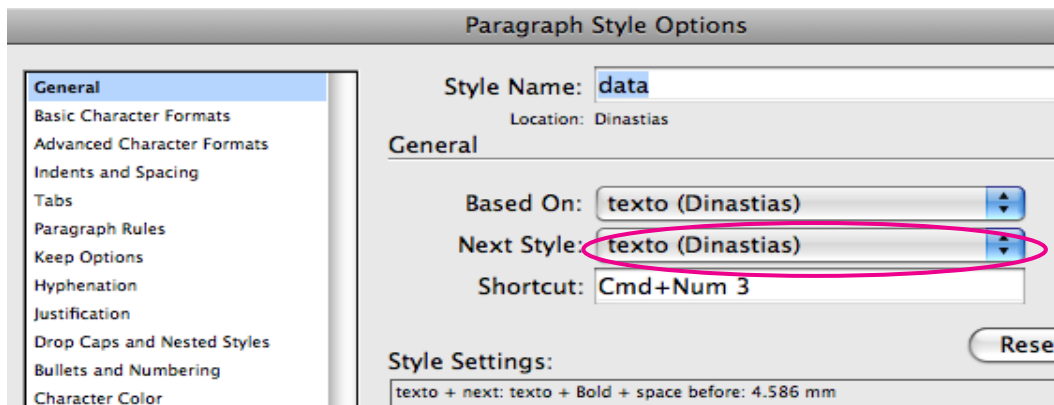 Paragraph Style Options
General
Basic Character Formats
Advanced Character Formats
Indents and Spacing
Tabs
Paragraph Rules
Keep Options
Hyphenation
Justification
Drop Caps and Nested Styles
Bullets and Numbering
Character Color
Style Name: data
Location: Dinastias
General
Based On: texto (Dinastias)
Next Style: texto (Dinastias)
Shortcut: Cmd+Num 3
Rese
Style Settings:
texto + next: texto + Bold + space before: 4.586 mm